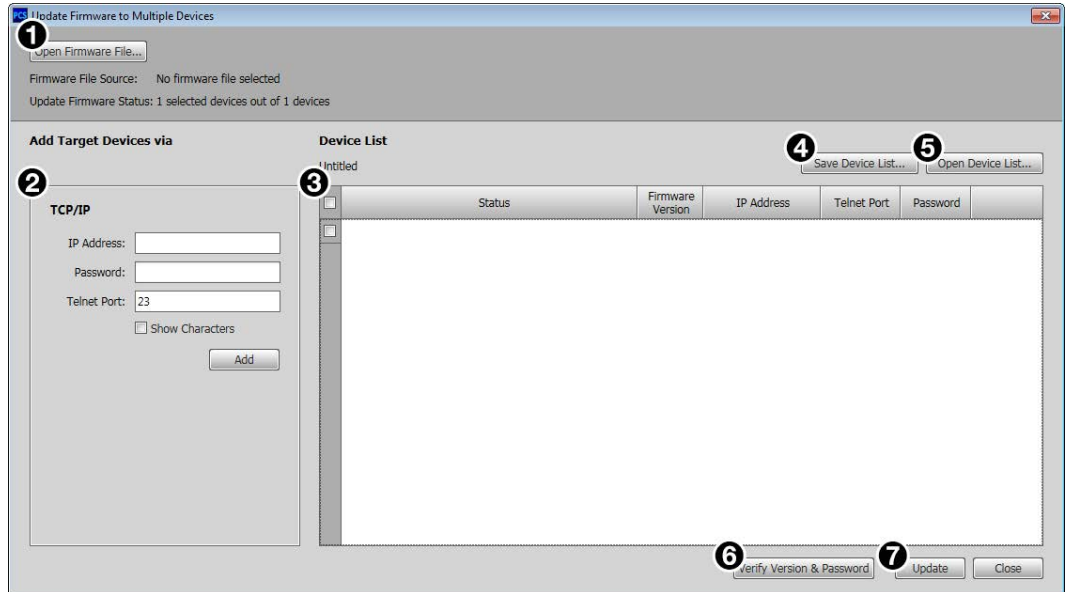 PCS Update Firmware to Multiple Devices
1
Open Firmware File...
Firmware File Source: No firmware file selected
Update Firmware Status: 1 selected devices out of 1 devices
Add Target Devices via
Device List
Untitled
4 Save Device List...
5 Open Device List...
2
TCP/IP
IP Address:
Password:
Telnet Port: 23
Show Characters
Add
3
Status Firmware Version IP Address Telnet Port Password
6 Verify Version & Password
7 Update
Close